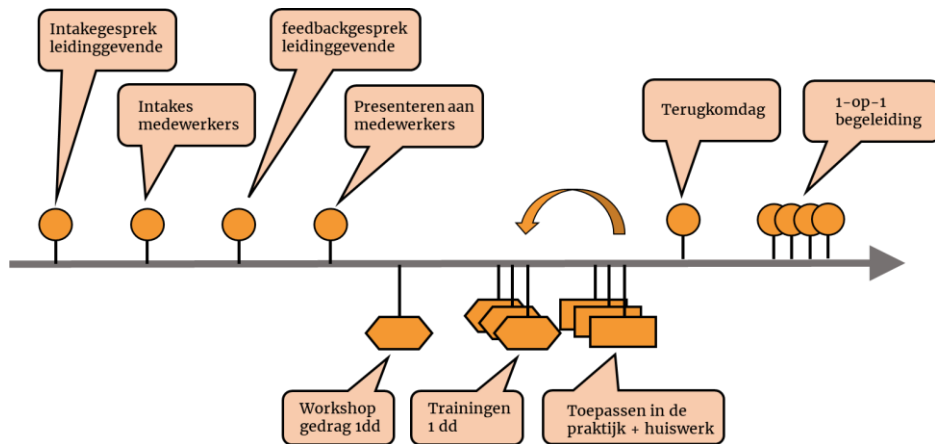 Intakegesprek
leidinggevende
feedbackgesprek
leidinggevende
Intakes
medewerkers
Presenteren aan
medewerkers
Terugkomdag
1-op-1
begeleiding
Workshop
gedrag 1dd
Trainingen
1 dd
Toepassen in de
praktijk + huiswerk